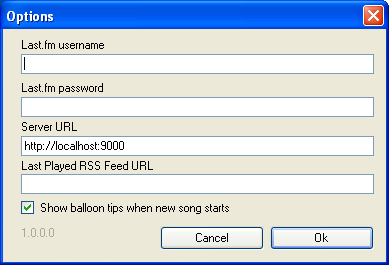 Options
Last.fm username
Last.fm password
Server URL
http://localhost:9000
Last Played RSS Feed URL
Show balloon tips when new song starts
1.0.0.0
Cancel
Ok